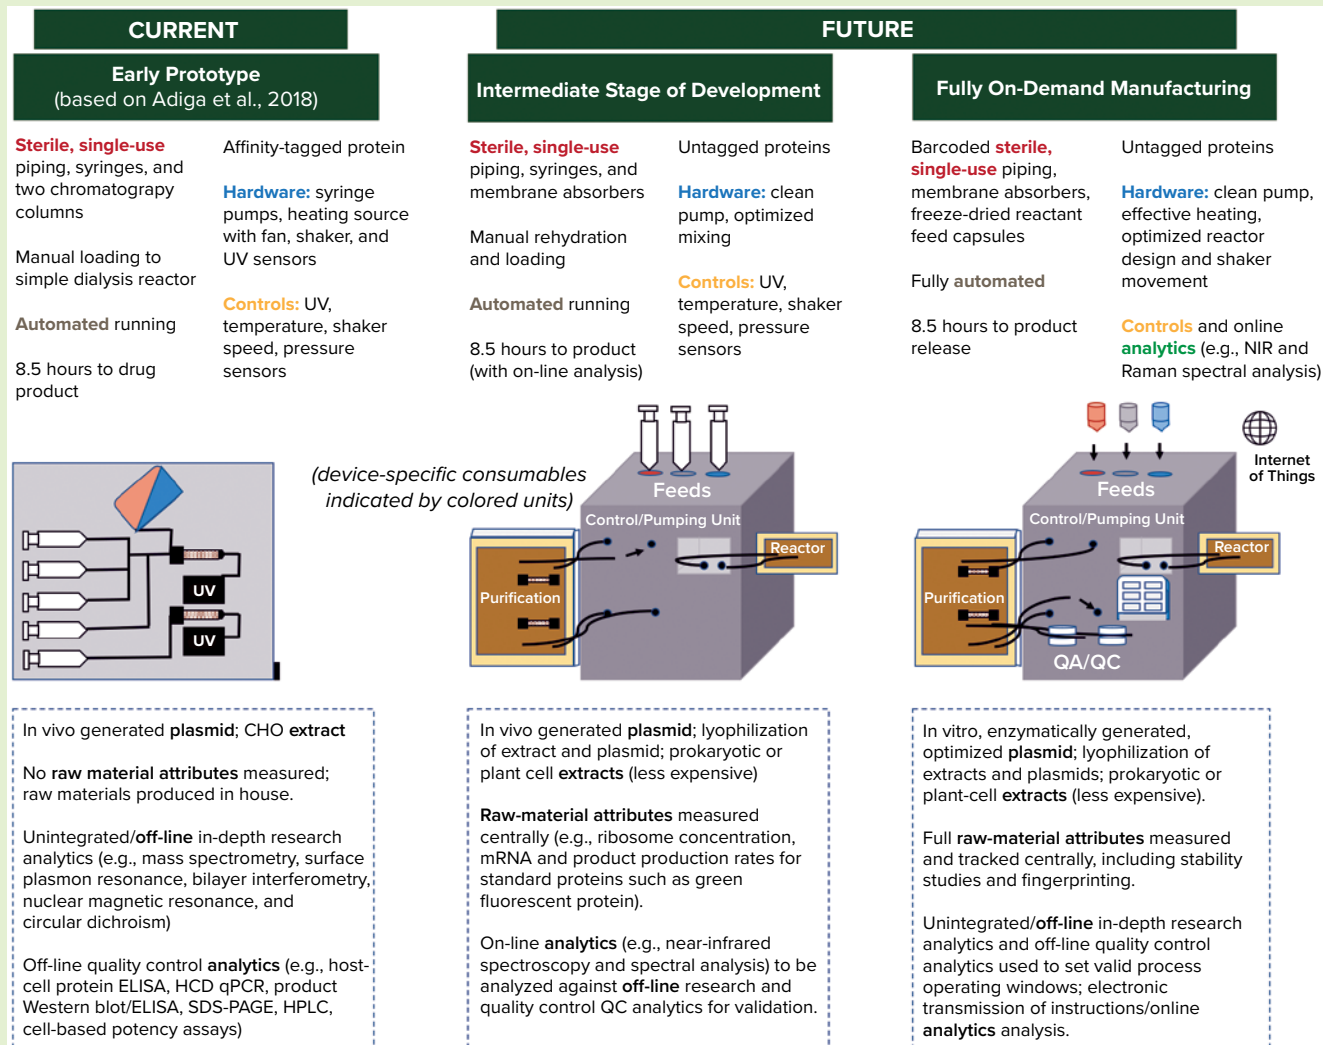 CURRENT
FUTURE
Early Prototype
(based on Adiga et al., 2018)
Intermediate Stage of Development
Fully On-Demand Manufacturing
Sterile, single-use
piping, syringes, and
two chromatograpy
columns
Manual loading to
simple dialysis reactor
Automated running
8.5 hours to drug
product
Affinity-tagged protein
Hardware: syringe
pumps, heating source
with fan, shaker, and
UV sensors
Controls: UV,
temperature, shaker
speed, pressure
sensors
Sterile, single-use
piping, syringes, and
membrane absorbers
Manual rehydration
and loading
Automated running
8.5 hours to product
(with on-line analysis)
Untagged proteins
Hardware: clean
pump, optimized
mixing
Controls: UV,
temperature, shaker
speed, pressure
sensors
Barcoded sterile,
single-use piping,
membrane absorbers,
freeze-dried reactant
feed capsules
Fully automated
8.5 hours to product
release
Untagged proteins
Hardware: clean pump,
effective heating,
optimized reactor
design and shaker
movement
Controls and online
analytics (e.g., NIR and
Raman spectral analysis)
UV
UV
(device-specific consumables
indicated by colored units)
Feeds
Control/Pumping Unit
Reactor
Purification
Internet
of Things
Feeds
Control/Pumping Unit
Reactor
Purification
QA/QC
In vivo generated plasmid; CHO extract
No raw material attributes measured;
raw materials produced in house.
Unintegrated/off-line in-depth research
analytics (e.g., mass spectrometry, surface
plasmon resonance, bilayer interferometry,
nuclear magnetic resonance, and
circular dichroism)
Off-line quality control analytics (e.g., host-
cell protein ELISA, HCD qPCR, product
Western blot/ELISA, SDS-PAGE, HPLC,
cell-based potency assays)
In vivo generated plasmid; lyophilization
of extract and plasmid; prokaryotic or
plant cell extracts (less expensive)
Raw-material attributes measured
centrally (e.g., ribosome concentration,
mRNA and product production rates for
standard proteins such as green
fluorescent protein).
On-line analytics (e.g., near-infrared
spectroscopy and spectral analysis) to be
analyzed against off-line research and
quality control QC analytics for validation.
In vitro, enzymatically generated,
optimized plasmid; lyophilization of
extracts and plasmids; prokaryotic or
plant-cell extracts (less expensive).
Full raw-material attributes measured
and tracked centrally, including stability
studies and fingerprinting.
Unintegrated/off-line in-depth research
analytics and off-line quality control
analytics used to set valid process
operating windows; electronic
transmission of instructions/online
analytics analysis.